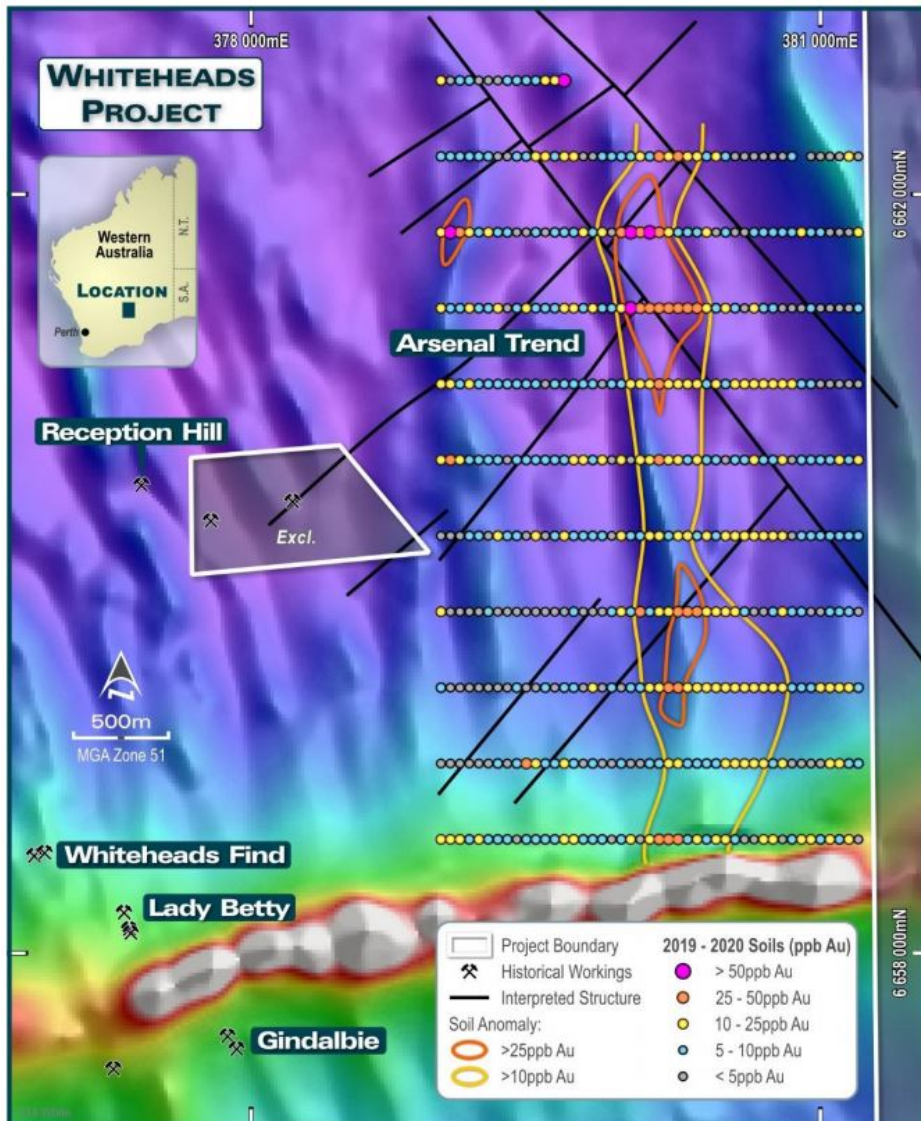 378 000mE
381 000mE
WHITEHEADS
PROJECT
N.T.
Western
Australia
LOCATION
S.A.
Perth
6 662 000mN
Arsenal Trend
Reception Hill
Excl.
N
500m
MGA Zone 51
Whiteheads Find
Lady Betty
Gindalbie
6 658 000mN
Project Boundary
Historical Workings
Interpreted Structure
Soil Anomaly:
>25ppb Au
>10ppb Au
2019 - 2020 Soils (ppb Au)
> 50ppb Au
25 - 50ppb Au
10 - 25ppb Au
5 - 10ppb Au
< 5ppb Au